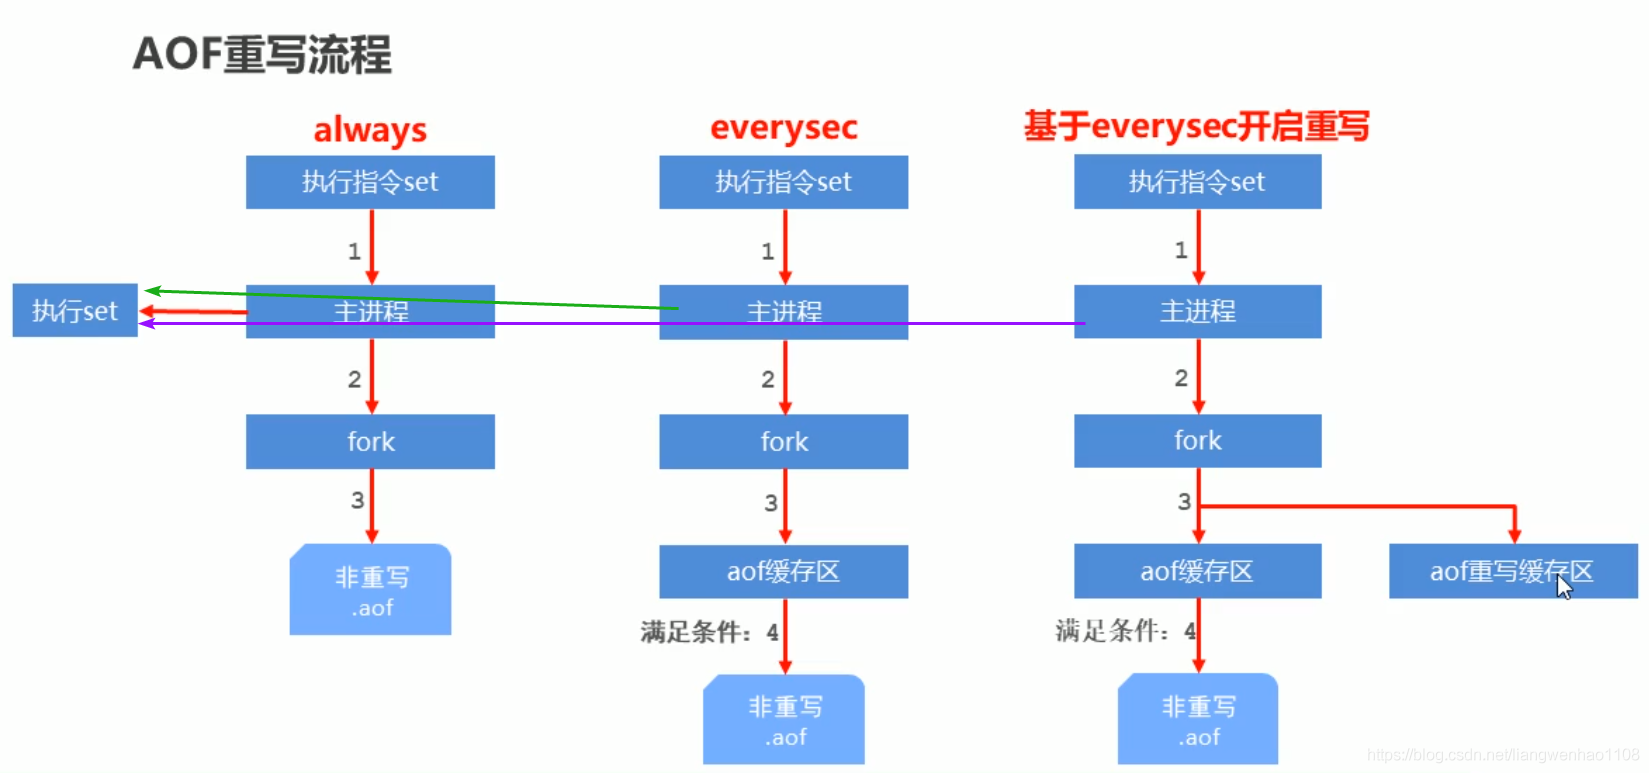 AOF重写流程
always
everysec
基于everysec开启重写
执行指令set
执行指令set
执行指令set
1
1
1
执行set
主进程
主进程
主进程
2
2
2
fork
fork
fork
3
3
3
非重写
.aof
aof缓存区
aof缓存区
aof重写缓存区
满足条件：4
满足条件：4
非重写
.aof
非重写
.aof
https://blog.csdn.net/liangwenhao1108